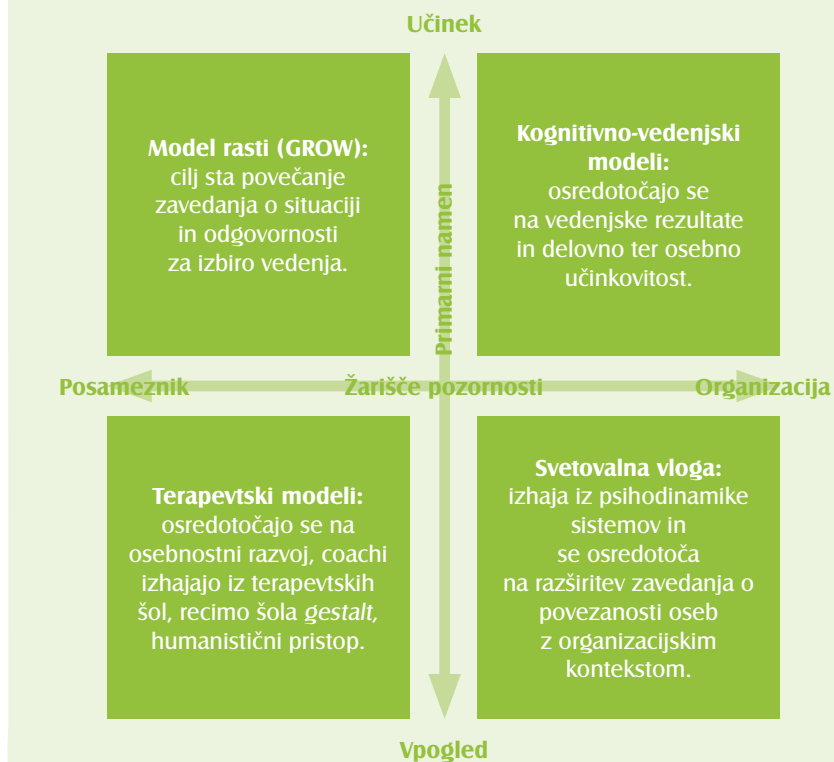 Učinek
Model rasti (GROW):
cilj sta povečanje
zavedanja o situaciji
in odgovornosti
za izbiro vedenja.
Kognitivno-vedenjski
modeli:
osredotočajo se
na vedenjske rezultate
in delovno ter osebno
učinkovitost.
Primarni namen
Posameznik
Žarišče pozornosti
Organizacija
Terapevtski modeli:
osredotočajo se na
osebnostni razvoj, coachi
izhajajo iz terapevtskih
šol, recimo šola gestalt,
humanistični pristop.
Svetovalna vloga:
izhaja iz psihodinamike
sistemov in
se osredotoča
na razširitev zavedanja o
povezanosti oseb
z organizacijskim
kontekstom.
Vpogled